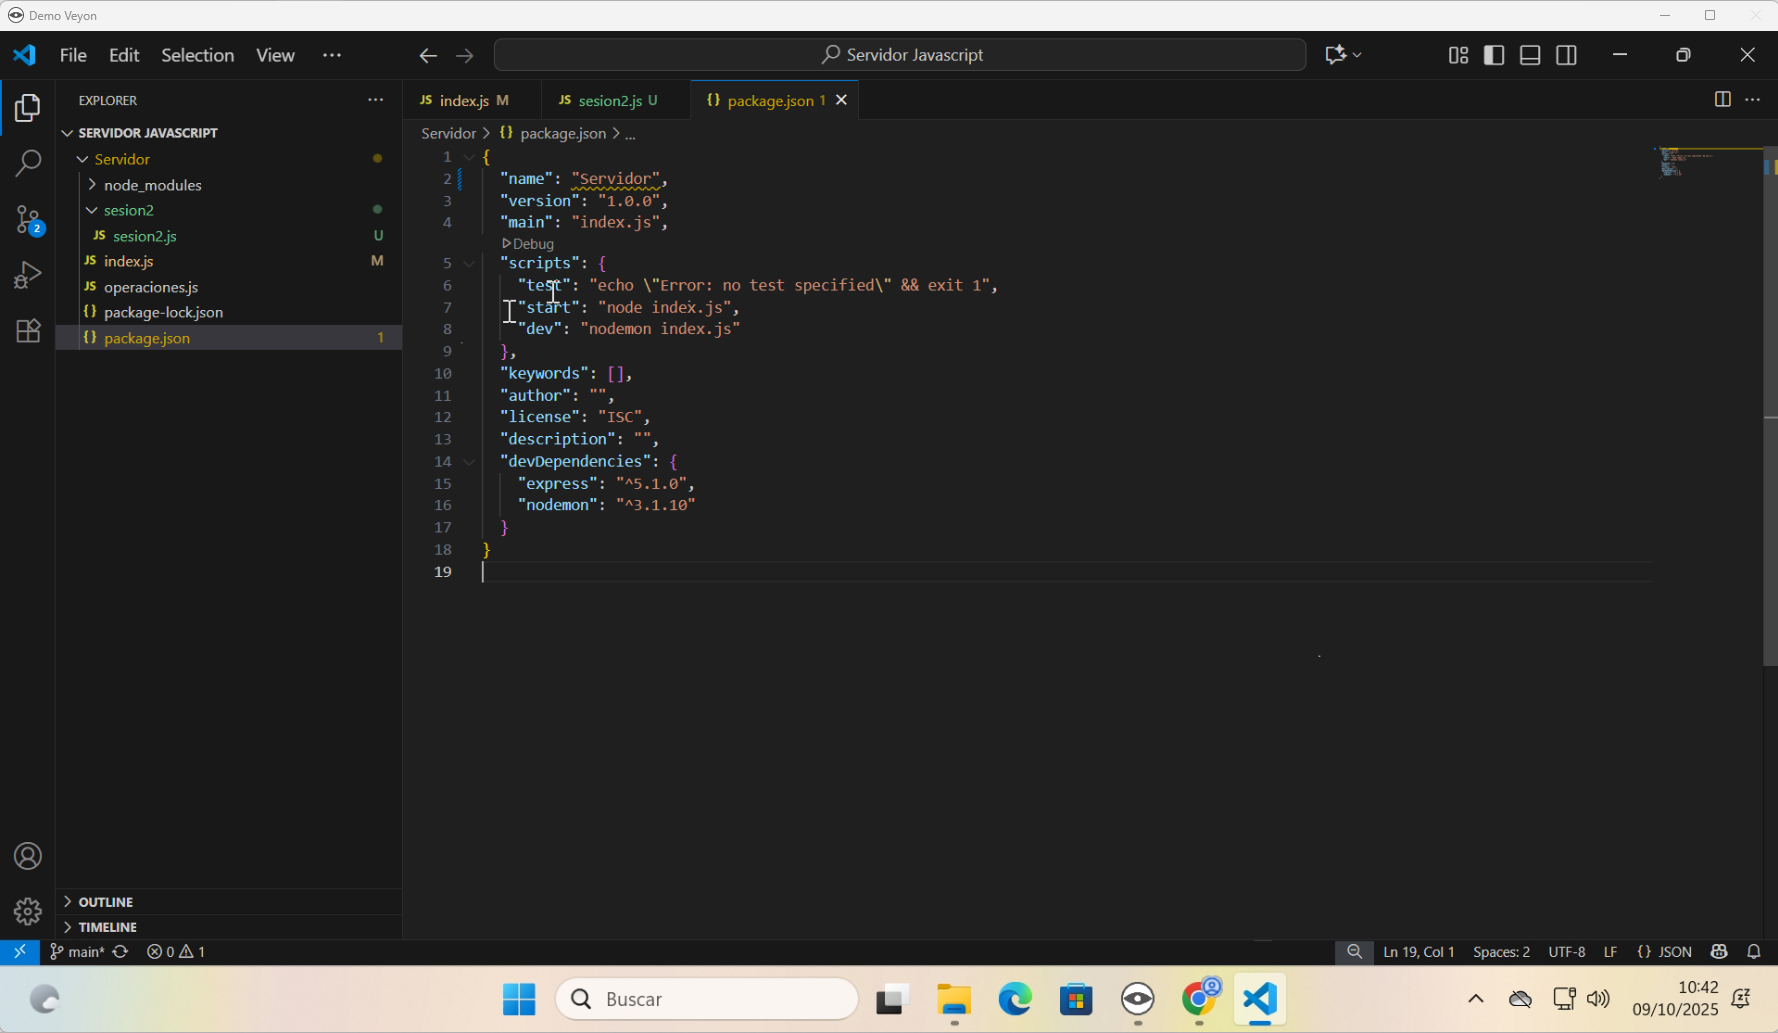 Demo Veyon
File Edit Selection View ...
Servidor Javascript
EXPLORER
SERVIDOR JAVASCRIPT
Servidor
node_modules
sesion2
JS sesion2.js U
JS index.js M
JS operaciones.js
{} package-lock.json
{} package.json 1
OUTLINE
TIMELINE
JS index.js M
JS sesion2.js U
{} package.json 1
Servidor > {} package.json > ...
1 {
2 "name": "Servidor",
3 "version": "1.0.0",
4 "main": "index.js",
Debug
5 "scripts": {
6 "test": "echo \"Error: no test specified\" && exit 1",
7 "start": "node index.js",
8 "dev": "nodemon index.js"
9 },
10 "keywords": [],
11 "author": "",
12 "license": "ISC",
13 "description": "",
14 "devDependencies": {
15 "express": "^5.1.0",
16 "nodemon": "^3.1.10"
17 }
18 }
19
2
main* 0 1
Ln 19, Col 1 Spaces: 2 UTF-8 LF {} JSON
Buscar
10:42
09/10/2025